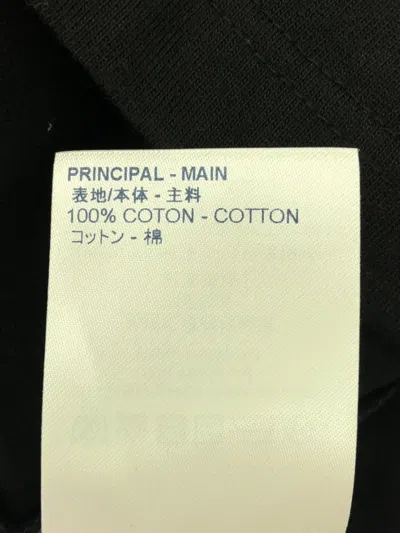 PRINCIPAL - MAIN
表地/本体 - 主料
100% COTON - COTTON
コットン - 棉